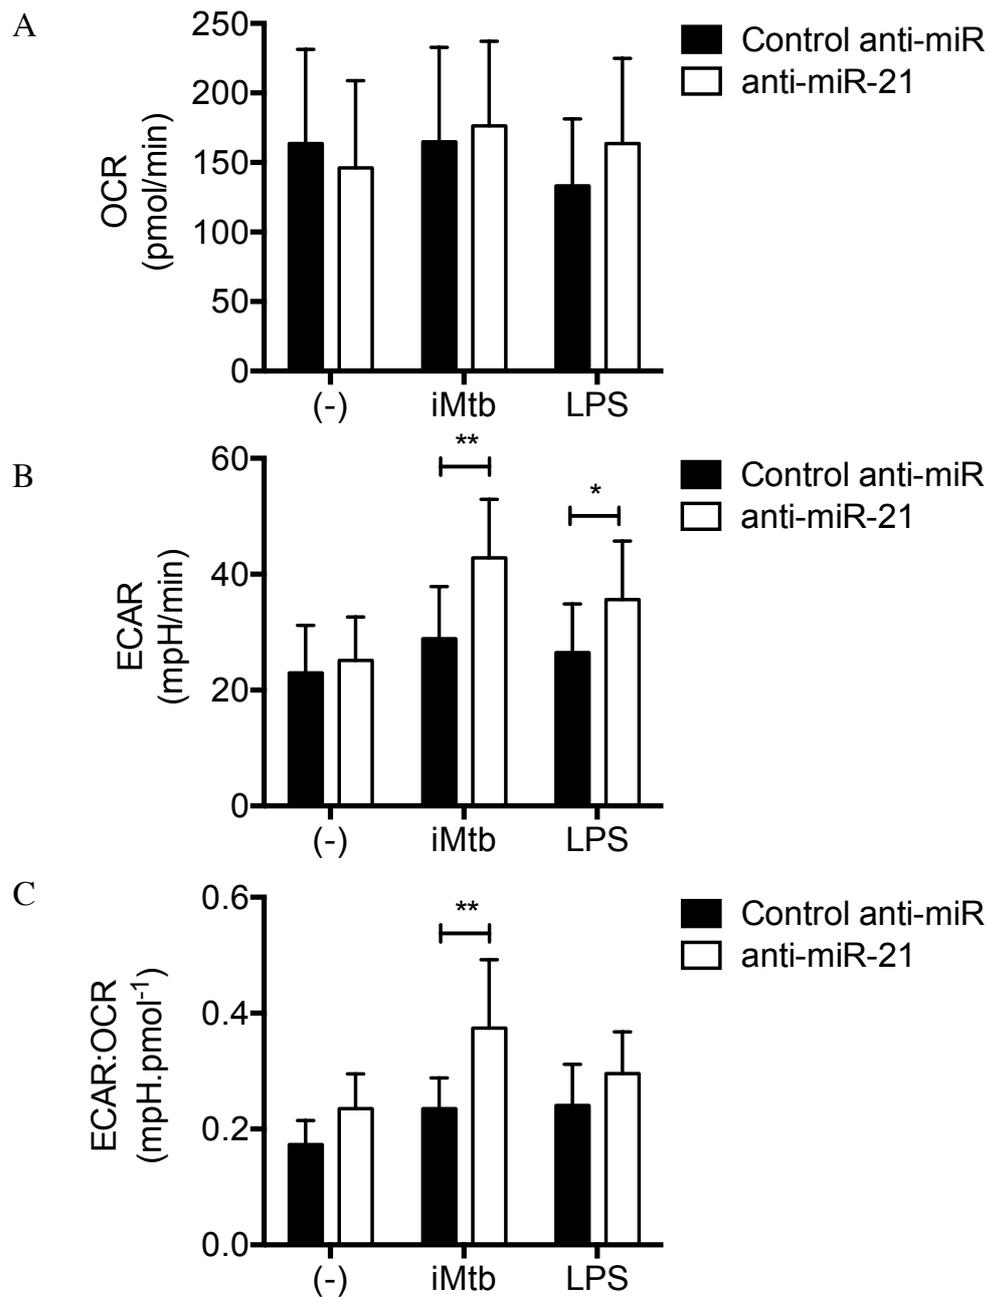 A
OCR
(pmol/min)
250
200
150
100
50
0
(-) iMtb LPS
Control anti-miR
anti-miR-21
B
ECAR
(mpH/min)
60
40
20
0
** *
(-) iMtb LPS
Control anti-miR
anti-miR-21
C
ECAR:OCR
(mpH.pmol⁻¹)
0.6
0.4
0.2
0.0
**
(-) iMtb LPS
Control anti-miR
anti-miR-21